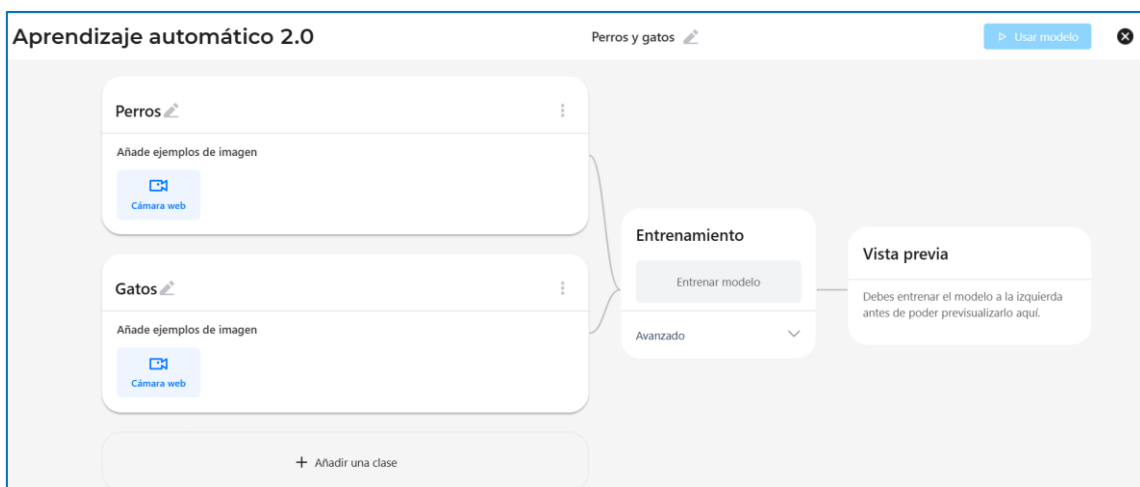 Aprendizaje automático 2.0
Perros y gatos
Usar modelo
Perros
Añade ejemplos de imagen
Cámara web
Gatos
Añade ejemplos de imagen
Cámara web
+ Añadir una clase
Entrenamiento
Entrenar modelo
Avanzado
Vista previa
Debes entrenar el modelo a la izquierda
antes de poder previsualizarlo aquí.